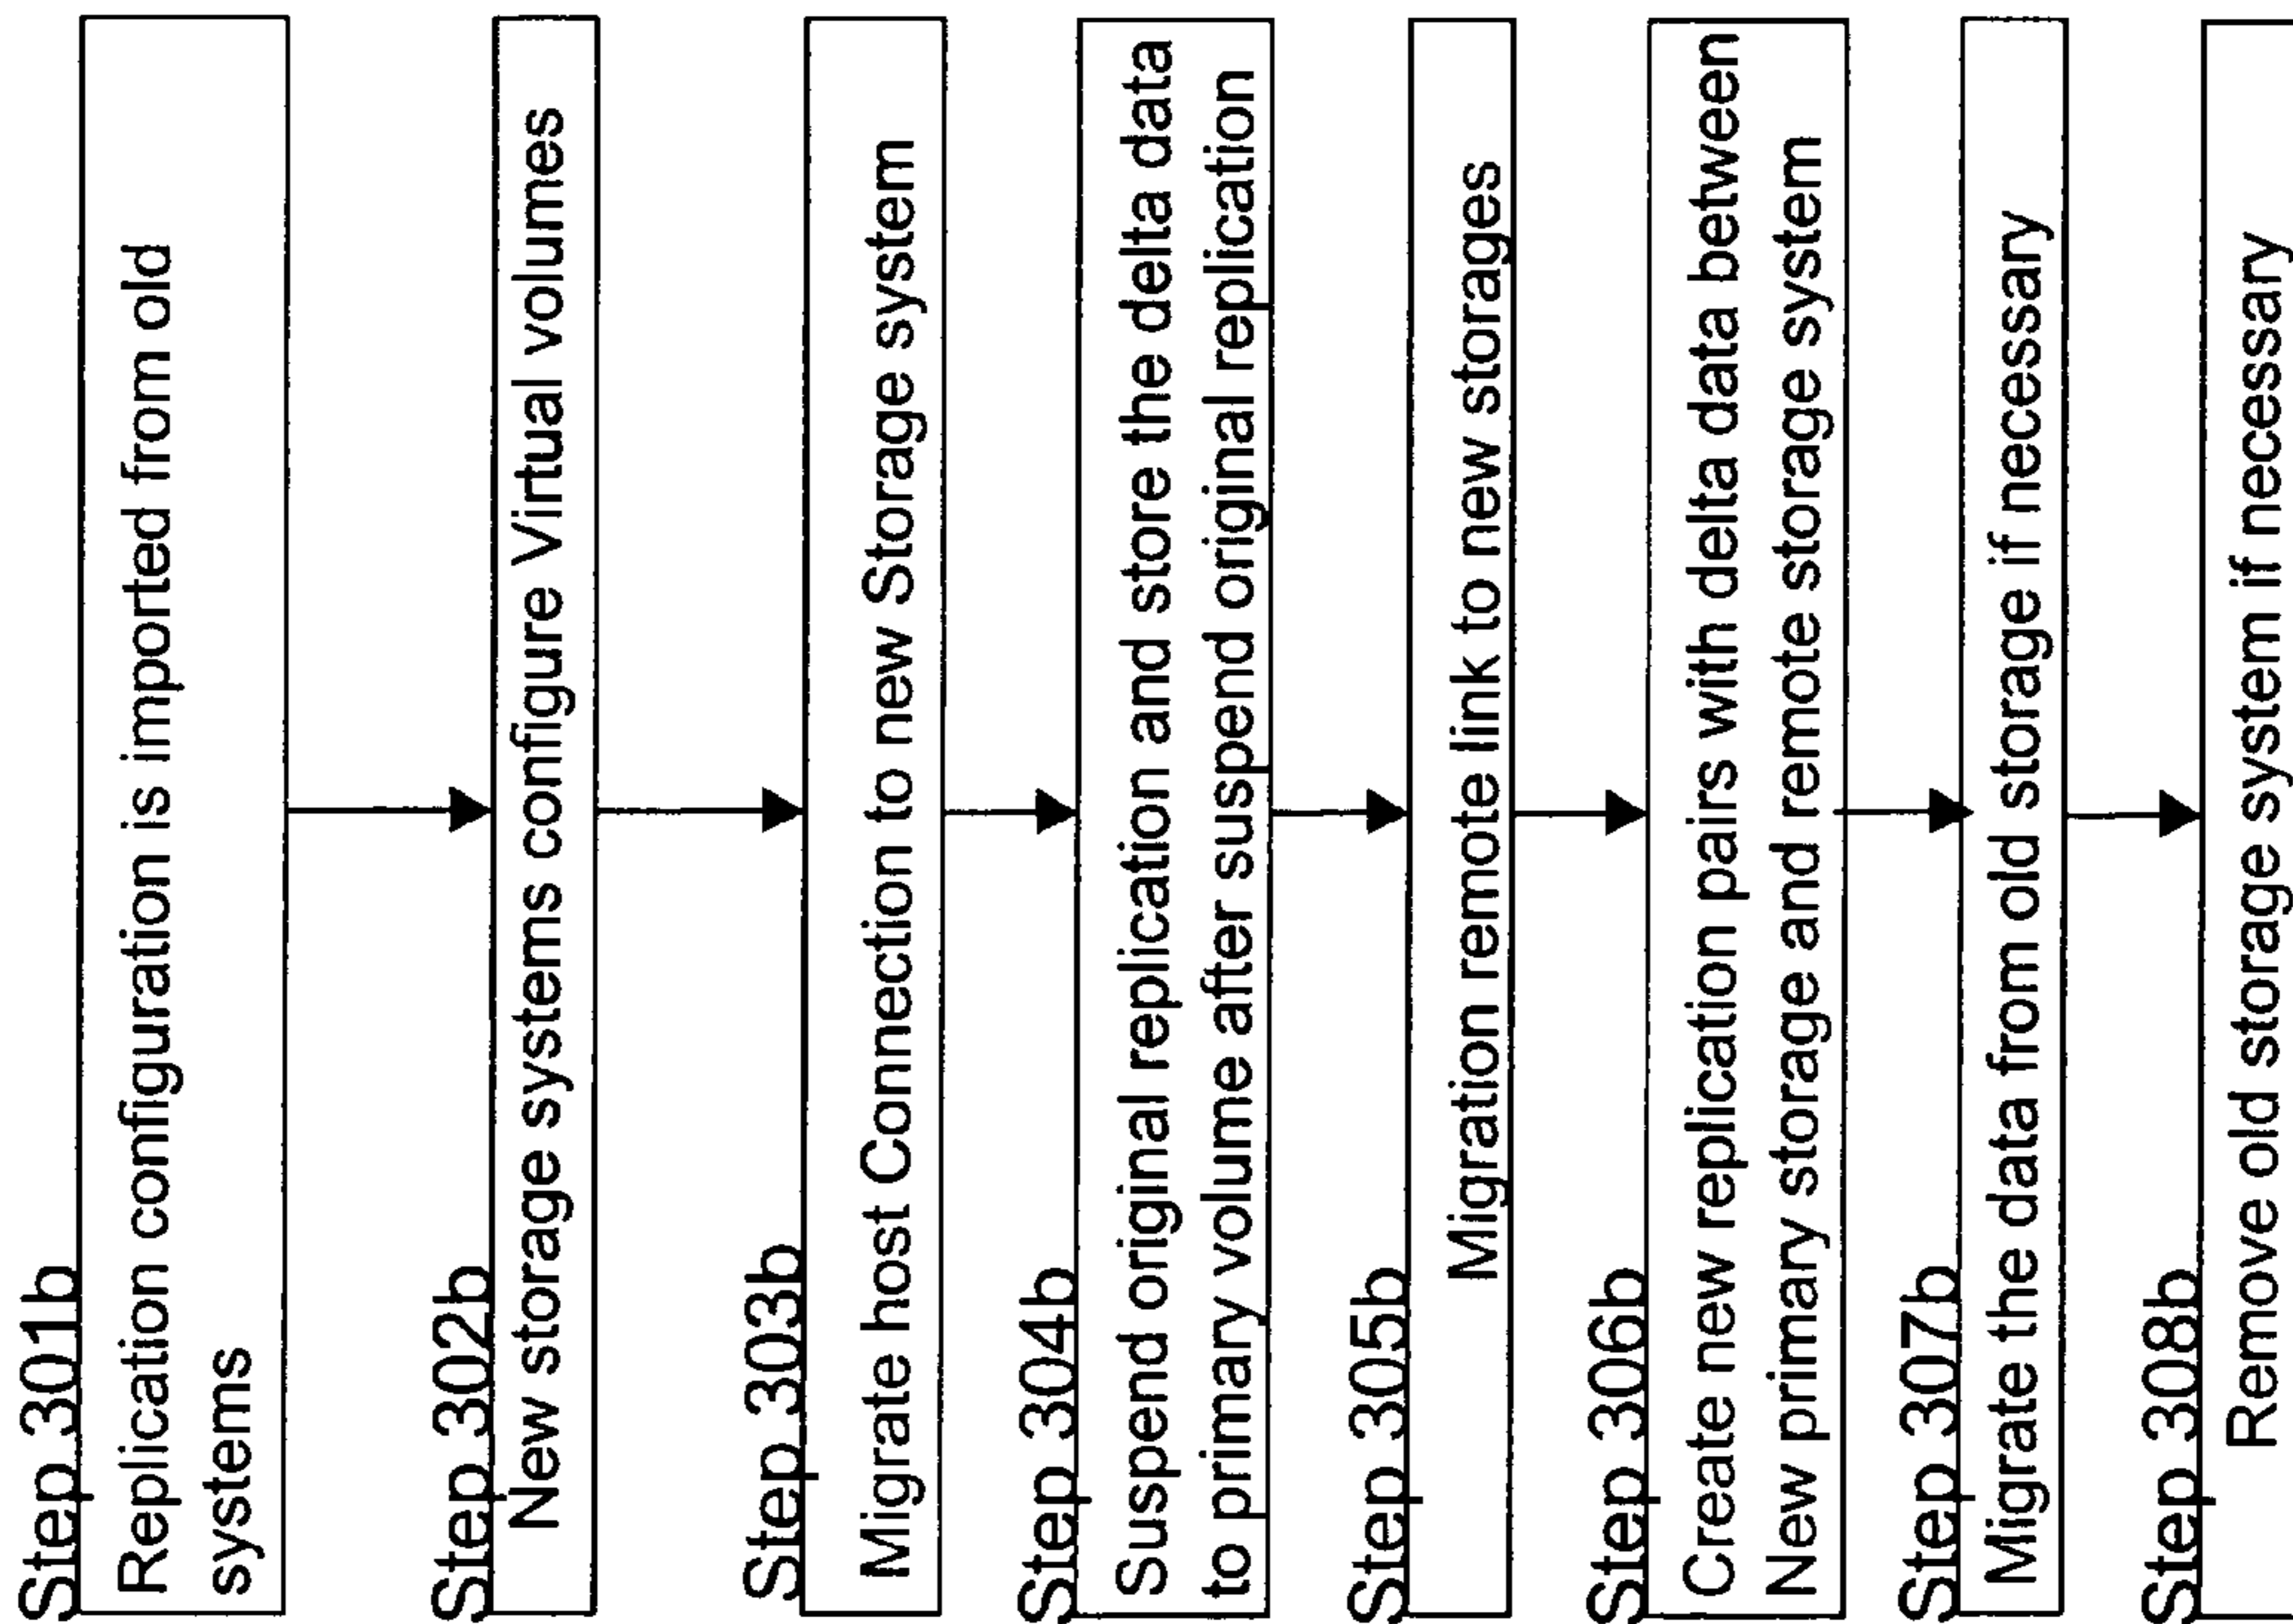 Step 301b
Replication configuration is imported from old
systems
Step 302b
New storage systems configure Virtual volumes
Step 303b
Migrate host Connection to new Storage system
Step 304b
Suspend original replication and store the delta data
to primary volume after suspend original replication
Step 305b
Migration remote link to new storages
Step 306b
Create new replication pairs with delta data between
New primary storage and remote storage system
Step 307b
Migrate the data from old storage if necessary
Step 308b
Remove old storage system if necessary